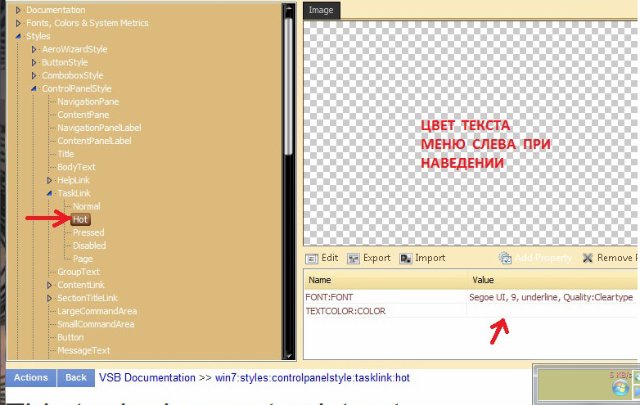 Documentation
Fonts, Colors & System Metrics
Styles
AeroWizardStyle
ButtonStyle
ComboboxStyle
ControlPanelStyle
NavigationPane
ContentPane
NavigationPanelLabel
ContentPanelLabel
Title
BodyText
HelpLink
TaskLink
Normal
Hot
Pressed
Disabled
Page
GroupText
ContentLink
SectionTitleLink
LargeCommandArea
SmallCommandArea
Button
MessageText
Image
ЦВЕТ ТЕКСТА
МЕНЮ СЛЕВА ПРИ
НАВЕДЕНИИ
Edit Export Import Add Property Remove
Name Value
FONT:FONT Segoe UI, 9, underline, Quality:Cleartype
TEXTCOLOR:COLOR
Actions Back VSB Documentation >> win7:styles:controlpanelstyle:tasklink:hot
5 KB/s